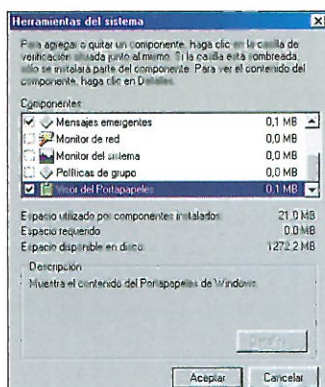 Herramientas del sistema
Para agregar o quitar un componente, haga clic en la casilla de
verificación situada junto al mismo. Si la casilla está sombreada,
sólo se instalará parte del componente. Para ver el contenido del
componente, haga clic en Detalles.
Componentes
Mensajes emergentes 0,1 MB
Monitor de red 0,0 MB
Monitor del sistema 0,0 MB
Políticas de grupo 0,0 MB
Visor del Portapapeles 0,1 MB
Espacio utilizado por componentes instalados: 21.0 MB
Espacio requerido 0.0 MB
Espacio disponible en disco: 1272,2 MB
Descripción
Muestra el contenido del Portapapeles de Windows.
Detalles...
Aceptar Cancelar